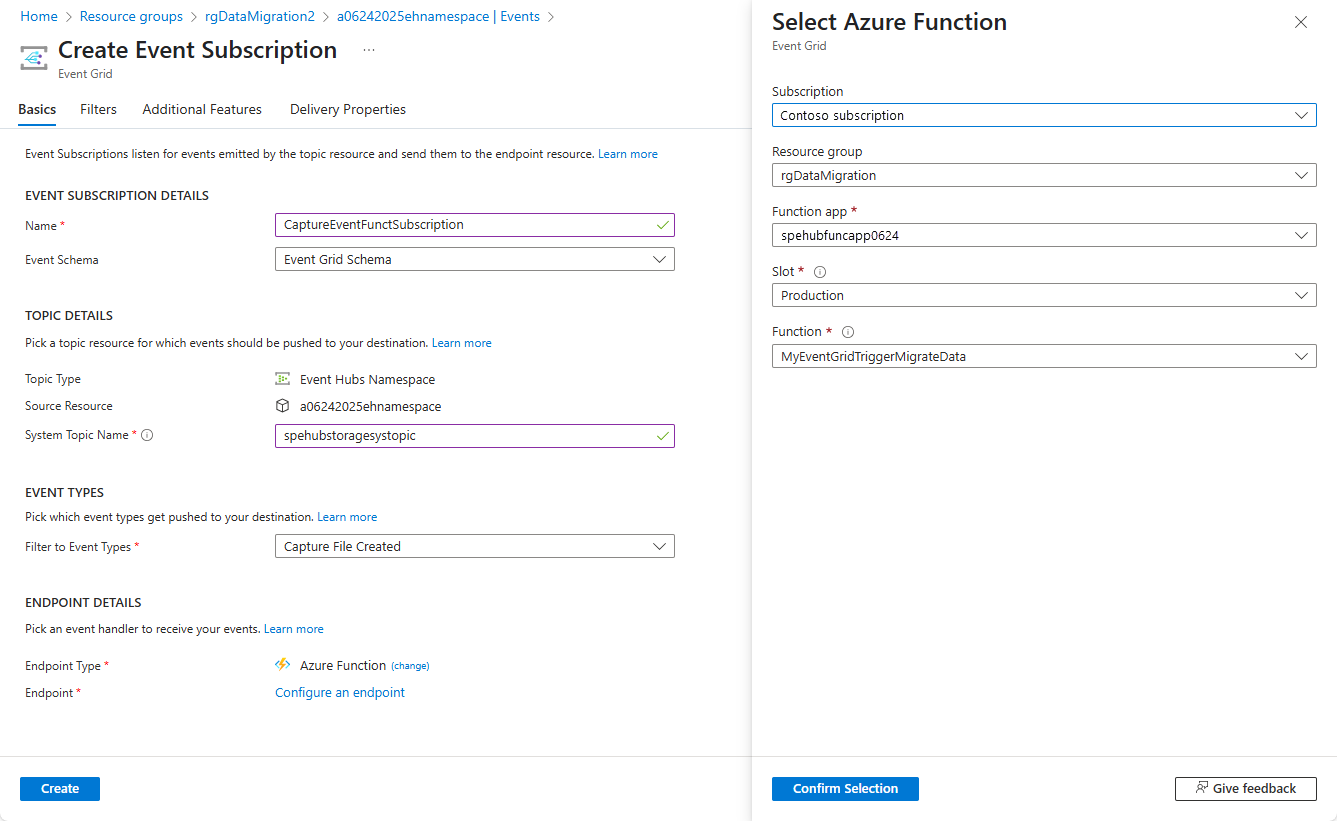 Home > Resource groups > rgDataMigration2 > a06242025ehnamespace | Events >
Create Event Subscription ...
Event Grid
Basics Filters Additional Features Delivery Properties
Event Subscriptions listen for events emitted by the topic resource and send them to the endpoint resource. Learn more
EVENT SUBSCRIPTION DETAILS
Name * CaptureEventFunctSubscription
Event Schema Event Grid Schema
TOPIC DETAILS
Pick a topic resource for which events should be pushed to your destination. Learn more
Topic Type Event Hubs Namespace
Source Resource a06242025ehnamespace
System Topic Name * spehubstoragesystopic
EVENT TYPES
Pick which event types get pushed to your destination. Learn more
Filter to Event Types * Capture File Created
ENDPOINT DETAILS
Pick an event handler to receive your events. Learn more
Endpoint Type * Azure Function (change)
Endpoint * Configure an endpoint
Create
Select Azure Function
Event Grid
Subscription
Contoso subscription
Resource group
rgDataMigration
Function app *
spehubfuncapp0624
Slot *
Production
Function *
MyEventGridTriggerMigrateData
Confirm Selection Give feedback